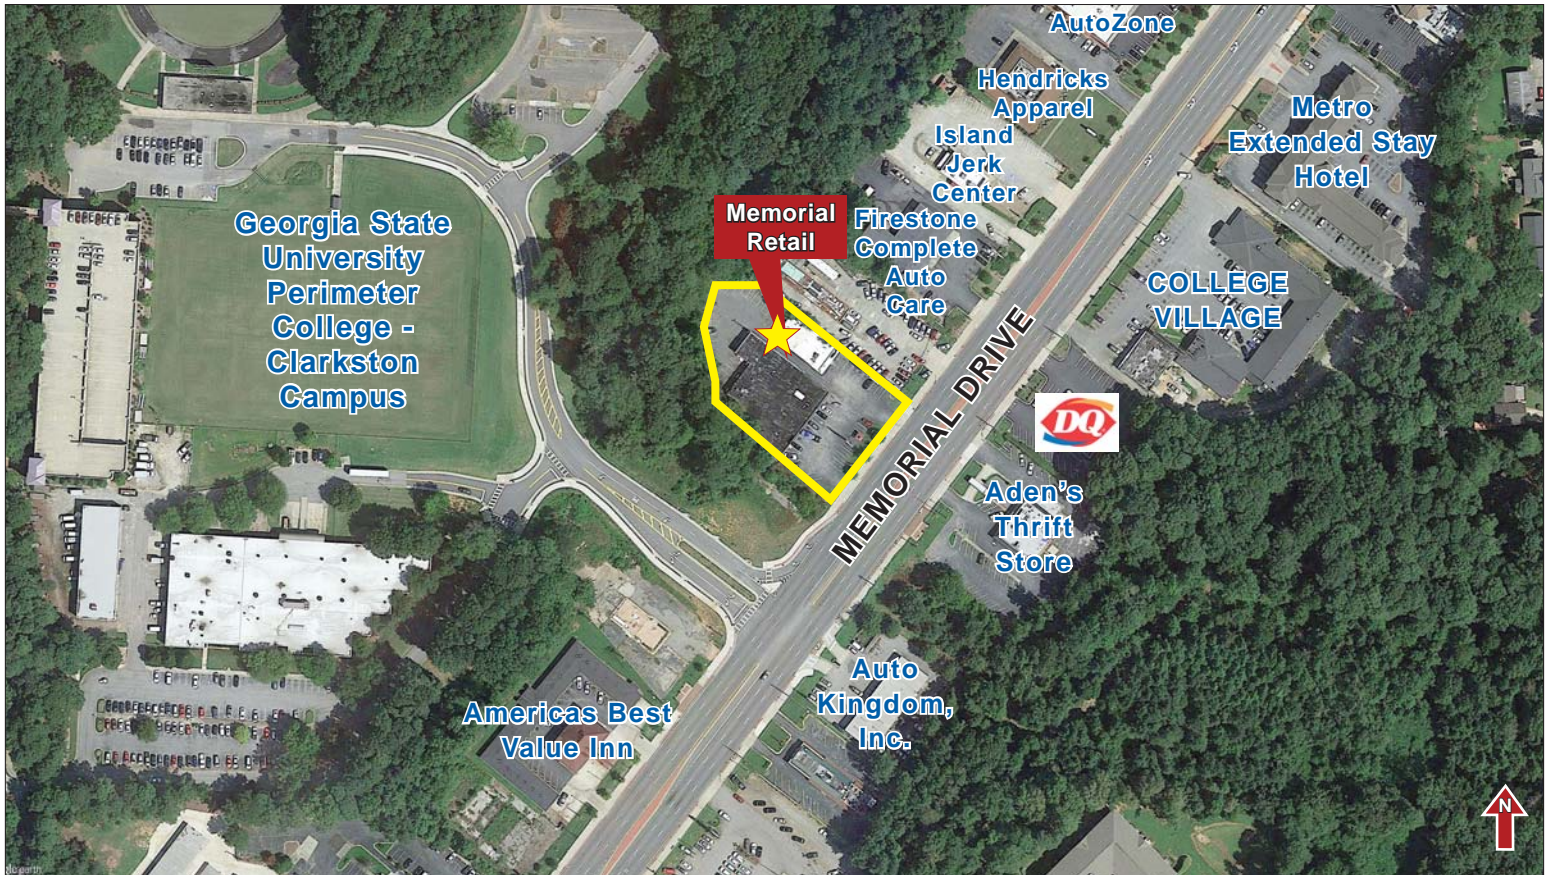 AutoZone
Hendricks
Apparel
Metro
Extended Stay
Hotel
Island
Jerk
Center
Memorial
Retail
Firestone
Complete
Auto
Care
Georgia State
University
Perimeter
College -
Clarkston
Campus
COLLEGE
VILLAGE
MEMORIAL DRIVE
DQ
Aden's
Thrift
Store
Auto
Kingdom,
Inc.
Americas Best
Value Inn
N